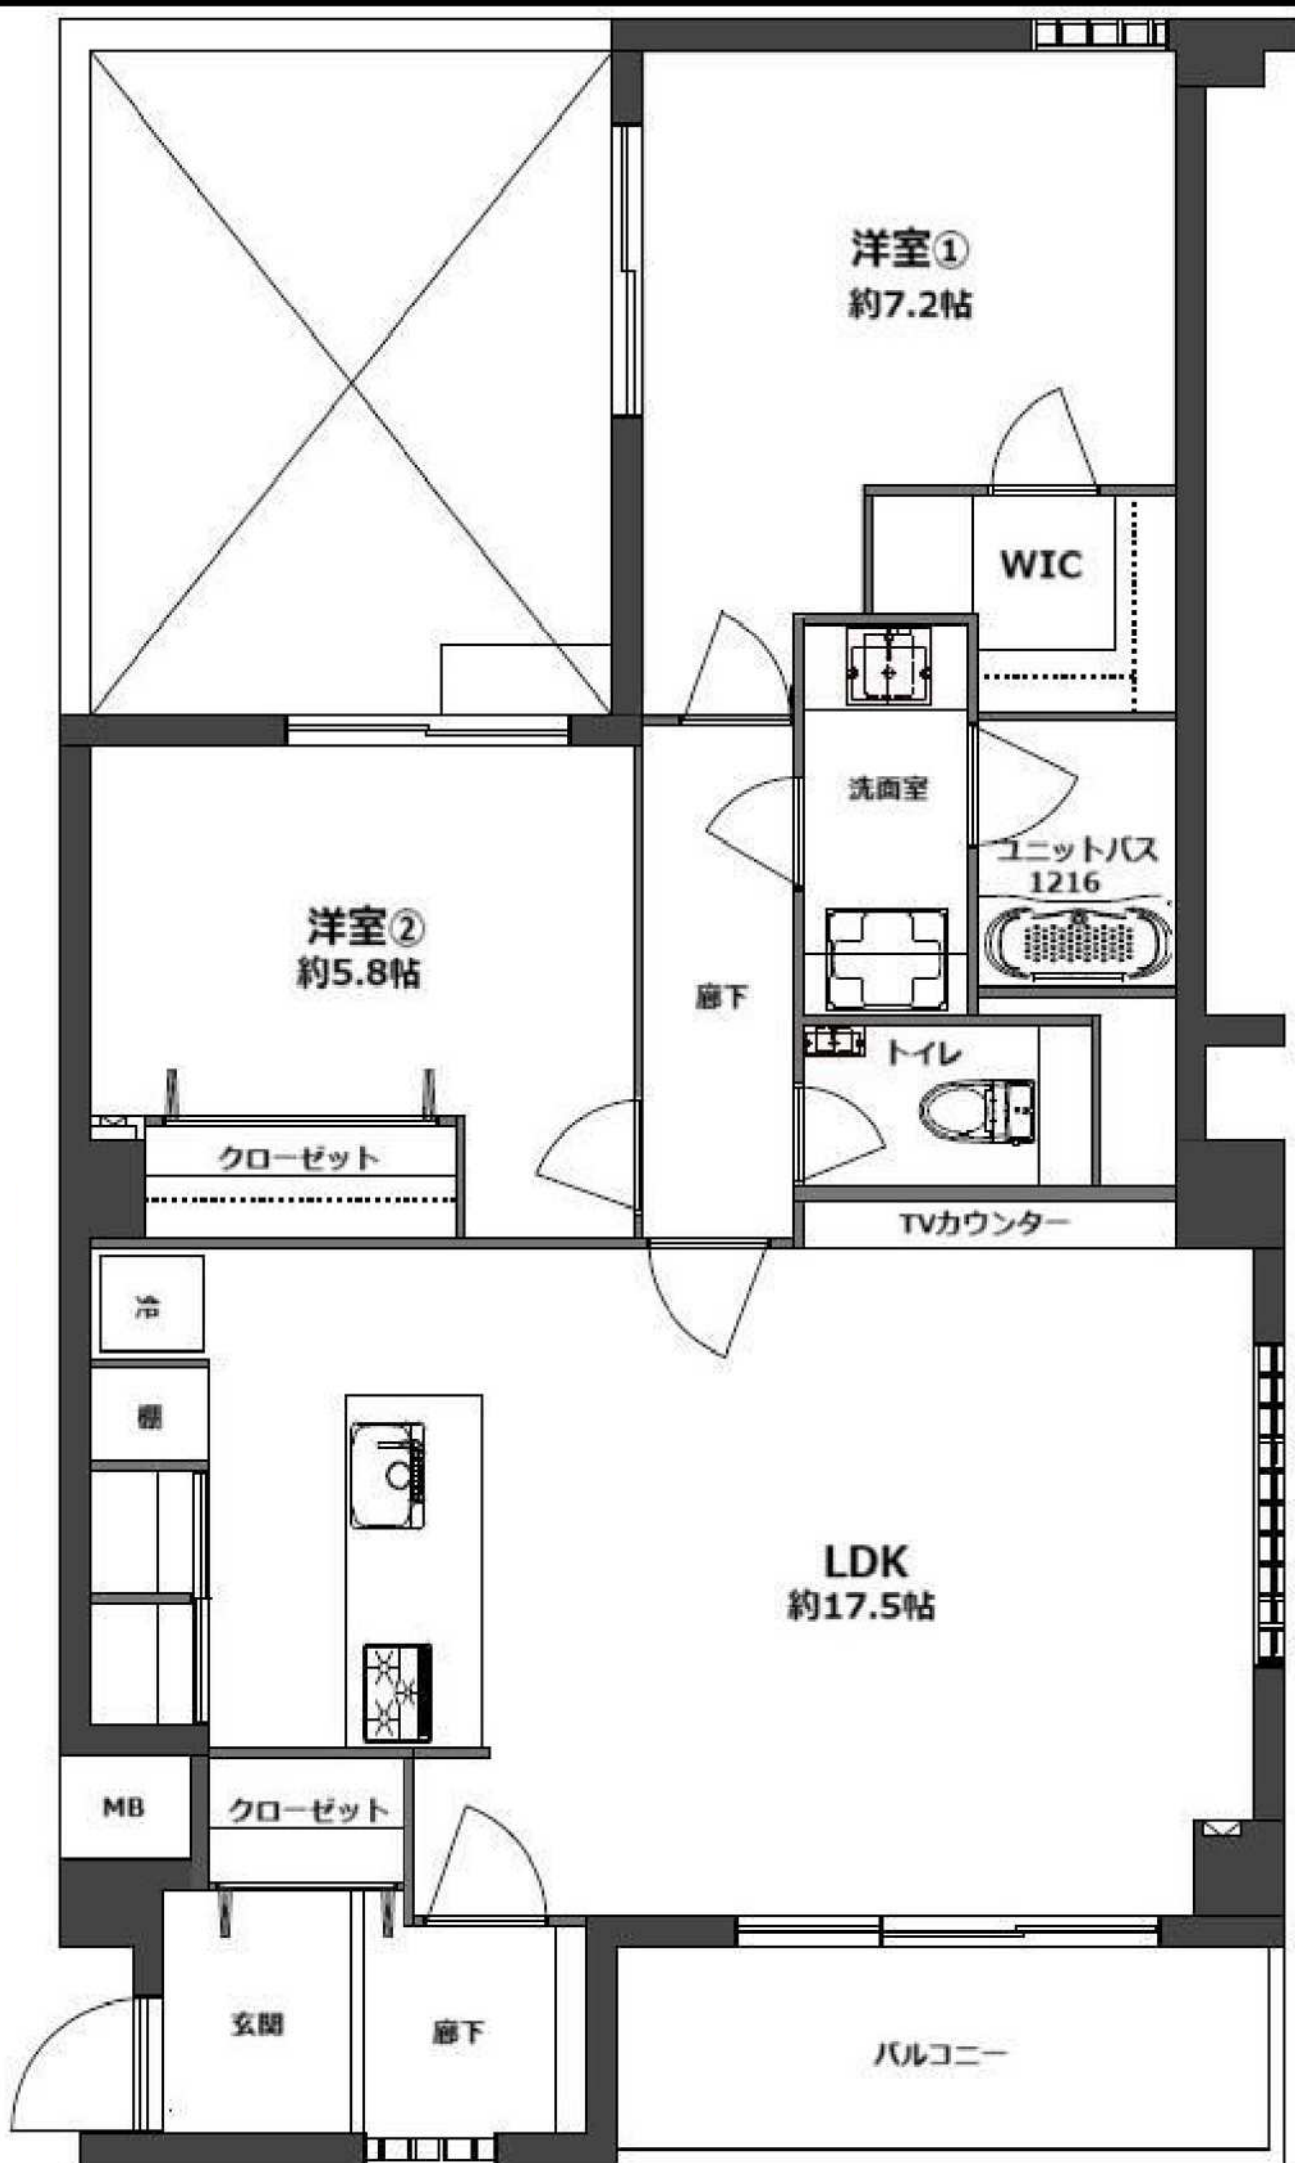 洋室①
約7.2帖
WIC
洗面室
ユニットバス
1216
洋室②
約5.8帖
廊下
トイレ
クローゼット
TVカウンター
冷
棚
LDK
約17.5帖
MB
クローゼット
玄関
廊下
バルコニー